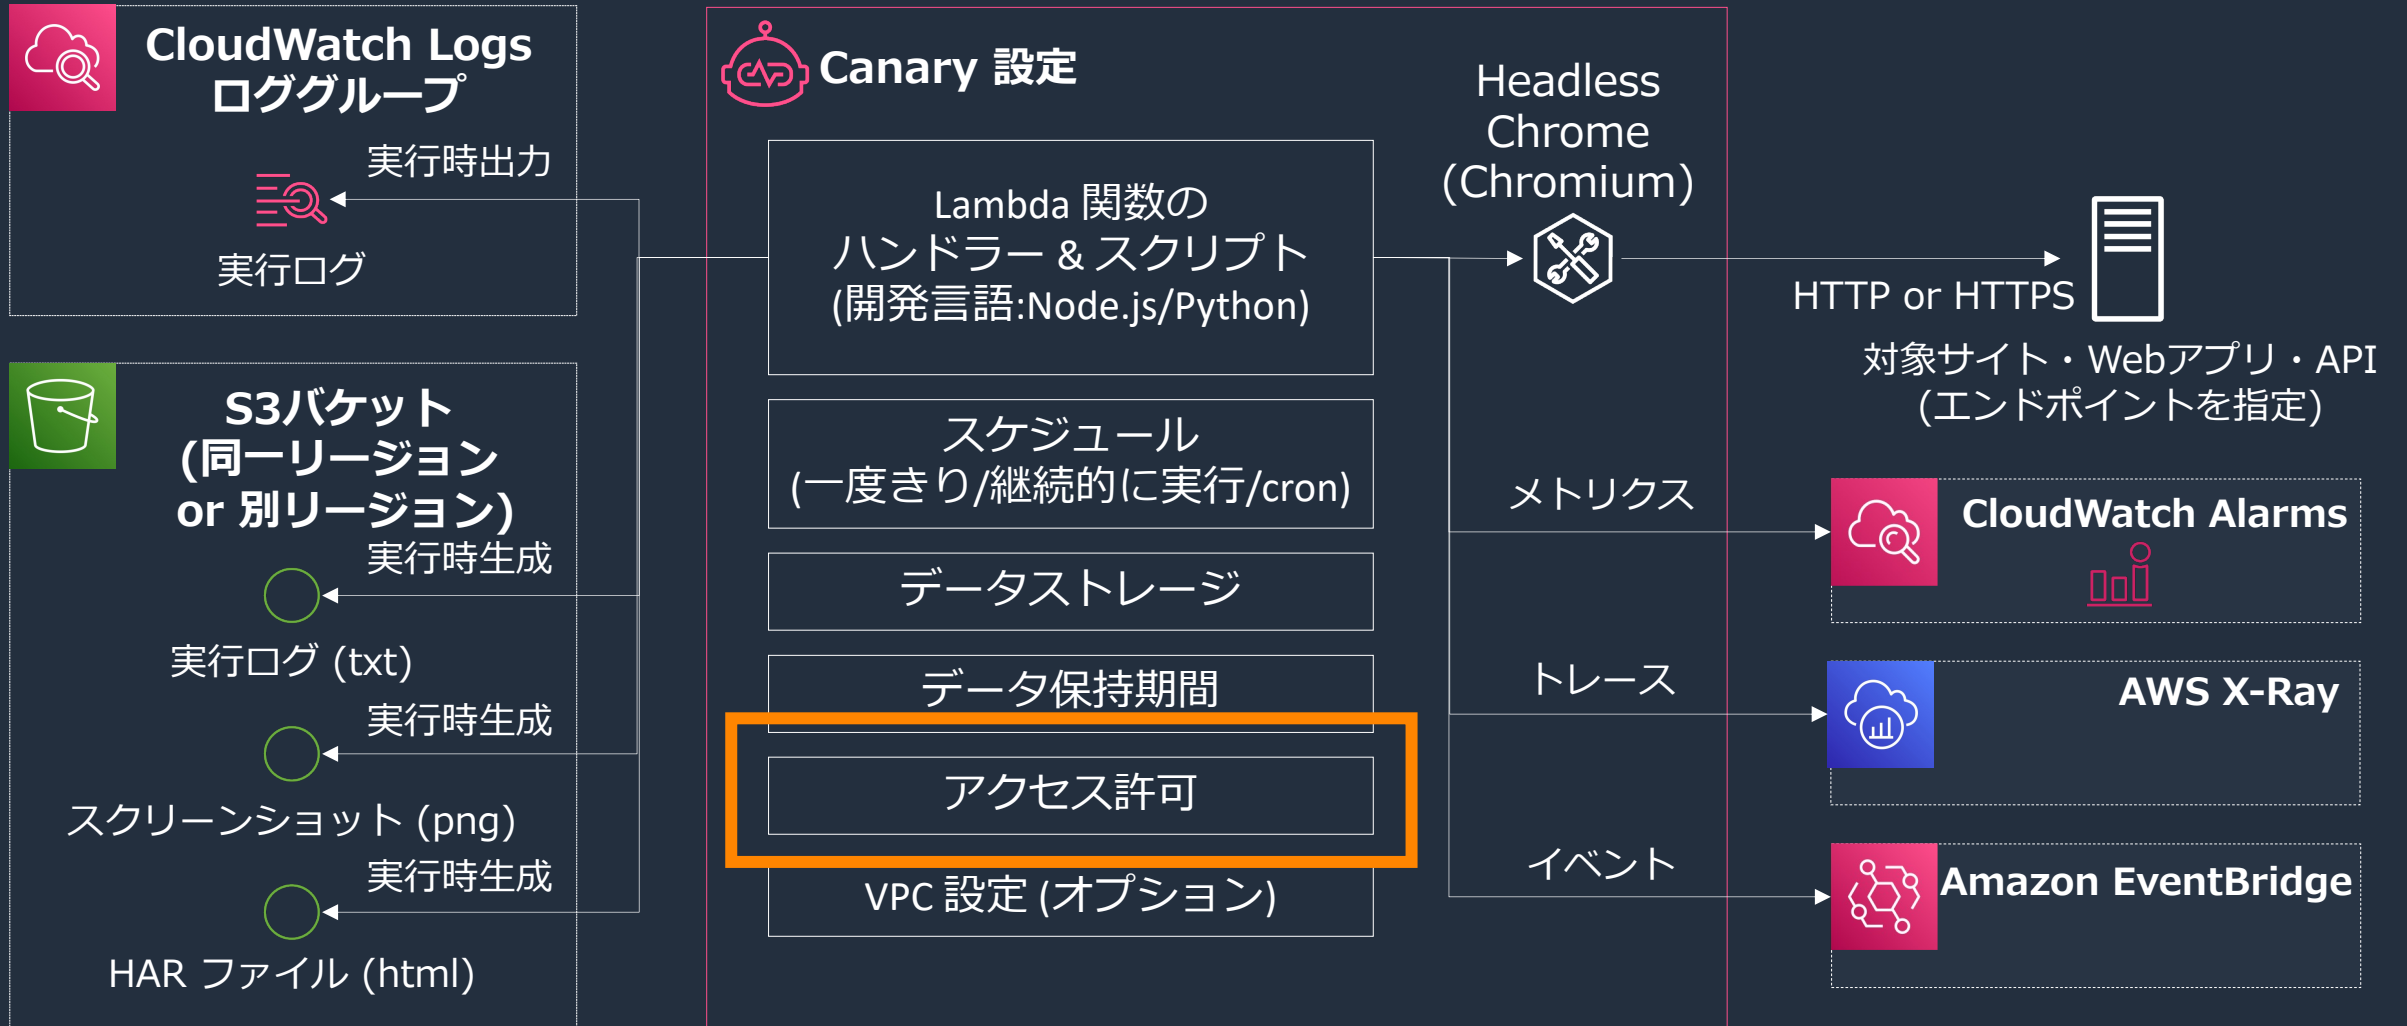 CloudWatch Logs
ロググループ
実行時出力
実行ログ
S3バケット
(同一リージョン
or 別リージョン)
実行時生成
実行ログ (txt)
実行時生成
スクリーンショット (png)
実行時生成
HAR ファイル (html)
Canary 設定
Lambda 関数の
ハンドラー & スクリプト
(開発言語:Node.js/Python)
スケジュール
(一度きり/継続的に実行/cron)
データストレージ
データ保持期間
アクセス許可
VPC 設定 (オプション)
Headless
Chrome
(Chromium)
HTTP or HTTPS
対象サイト・Webアプリ・API
(エンドポイントを指定)
メトリクス
CloudWatch Alarms
トレース
AWS X-Ray
イベント
Amazon EventBridge